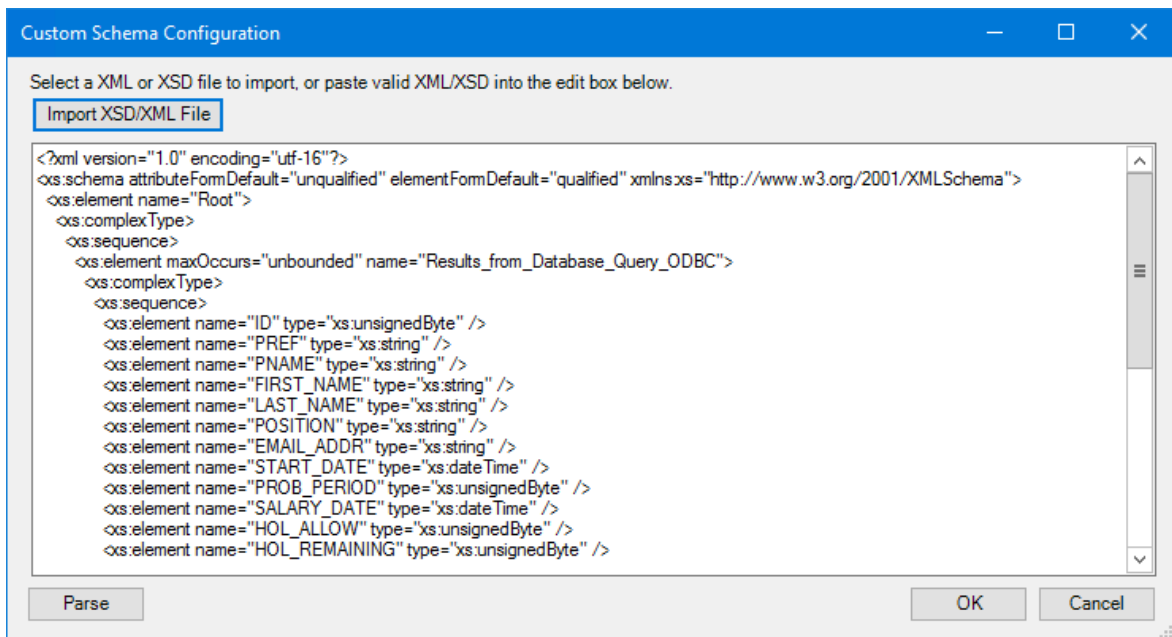 Custom Schema Configuration
Select a XML or XSD file to import, or paste valid XML/XSD into the edit box below.
Import XSD/XML File
<?xml version="1.0" encoding="utf-16"?>
<xs:schema attributeFormDefault="unqualified" elementFormDefault="qualified" xmlns:xs="http://www.w3.org/2001/XMLSchema">
<xs:element name="Root">
<xs:complexType>
<xs:sequence>
<xs:element maxOccurs="unbounded" name="Results_from_Database_Query_ODBC">
<xs:complexType>
<xs:sequence>
<xs:element name="ID" type="xs:unsignedByte" />
<xs:element name="PREF" type="xs:string" />
<xs:element name="PNAME" type="xs:string" />
<xs:element name="FIRST_NAME" type="xs:string" />
<xs:element name="LAST_NAME" type="xs:string" />
<xs:element name="POSITION" type="xs:string" />
<xs:element name="EMAIL_ADDR" type="xs:string" />
<xs:element name="START_DATE" type="xs:dateTime" />
<xs:element name="PROB_PERIOD" type="xs:unsignedByte" />
<xs:element name="SALARY_DATE" type="xs:dateTime" />
<xs:element name="HOL_ALLOW" type="xs:unsignedByte" />
<xs:element name="HOL_REMAINING" type="xs:unsignedByte" />
Parse
OK
Cancel